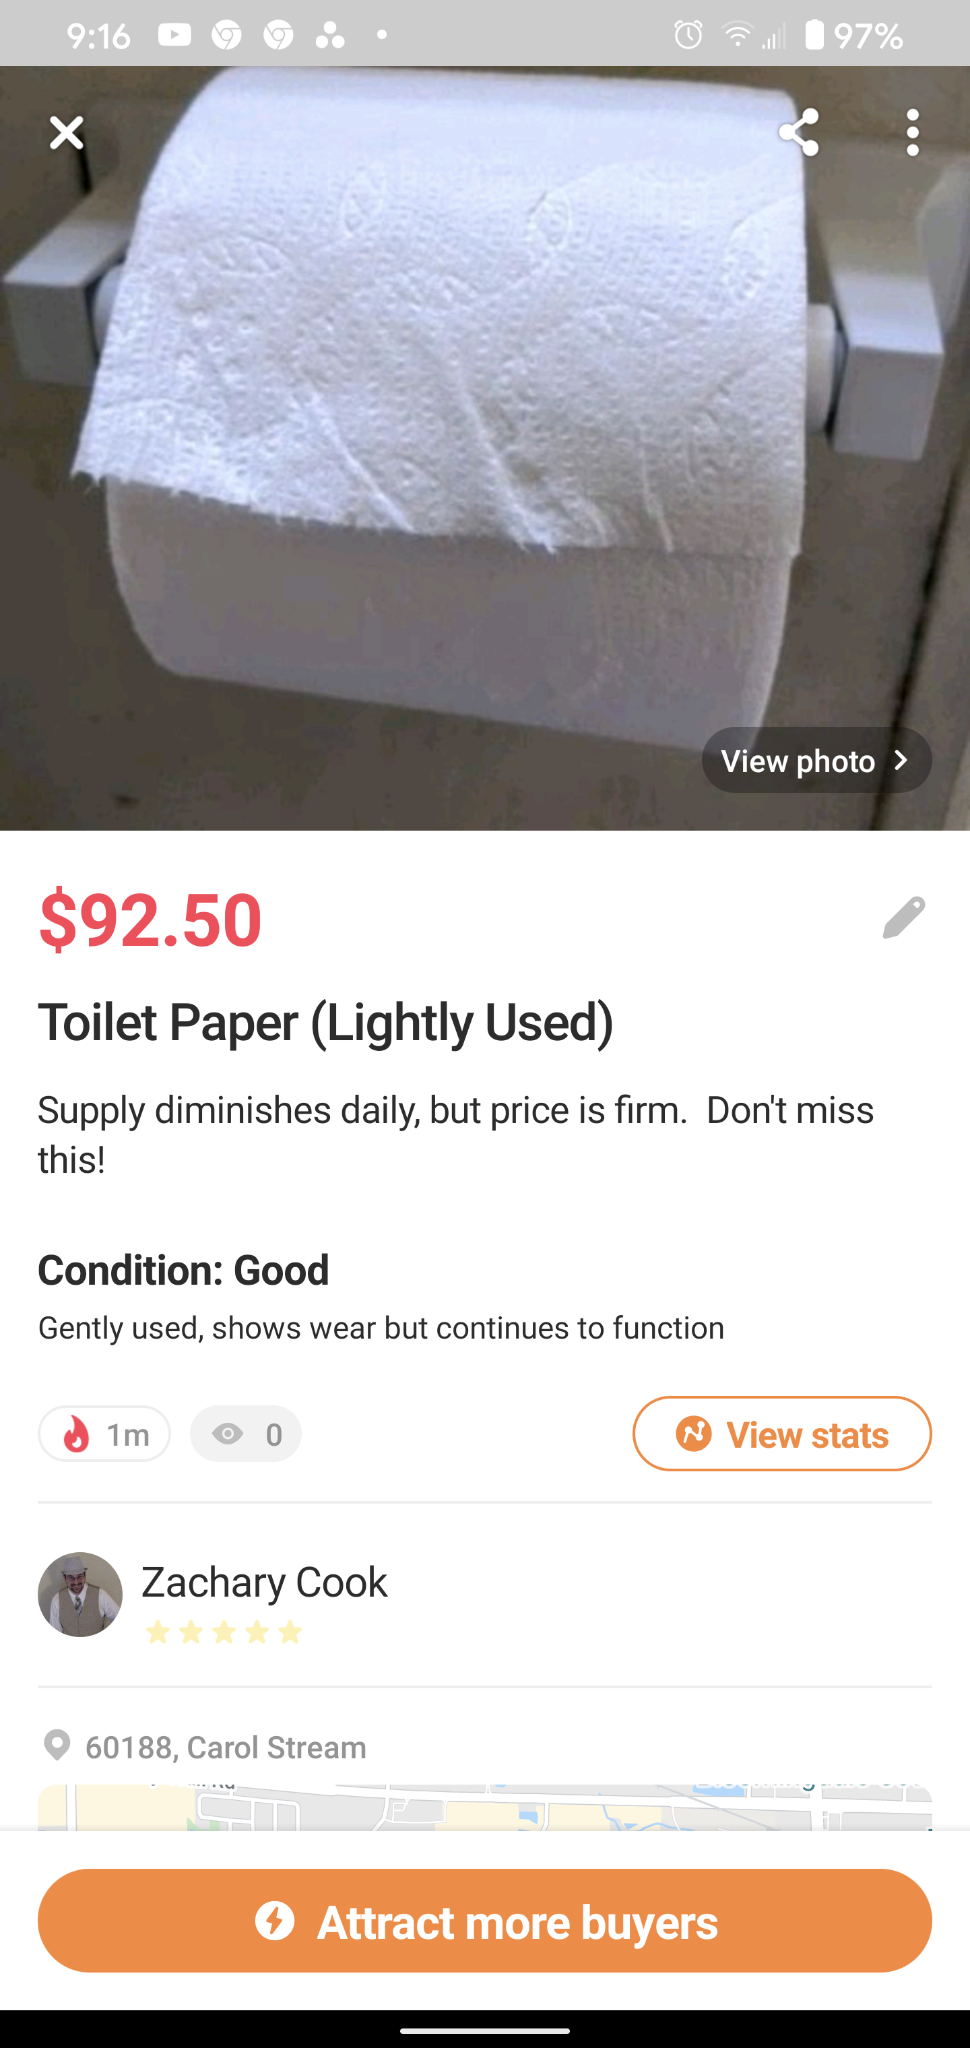 9:16
97%
View photo
$92.50
Toilet Paper (Lightly Used)
Supply diminishes daily, but price is firm.  Don't miss
this!
Condition: Good
Gently used, shows wear but continues to function
1m
0
View stats
Zachary Cook
60188, Carol Stream
Attract more buyers